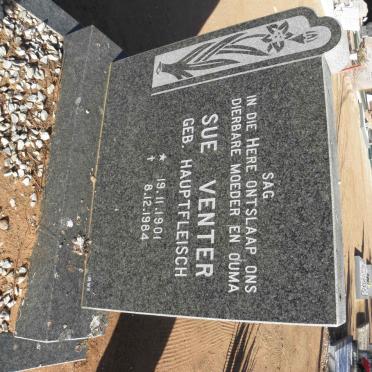 SAG
IN DIE HERE ONTSLAAP ONS
DIERBARE MOEDER EN OUMA
SUE VENTER
GEB. HAUPTFLEISCH
★ 19.11.1901
✝ 8.12.1984